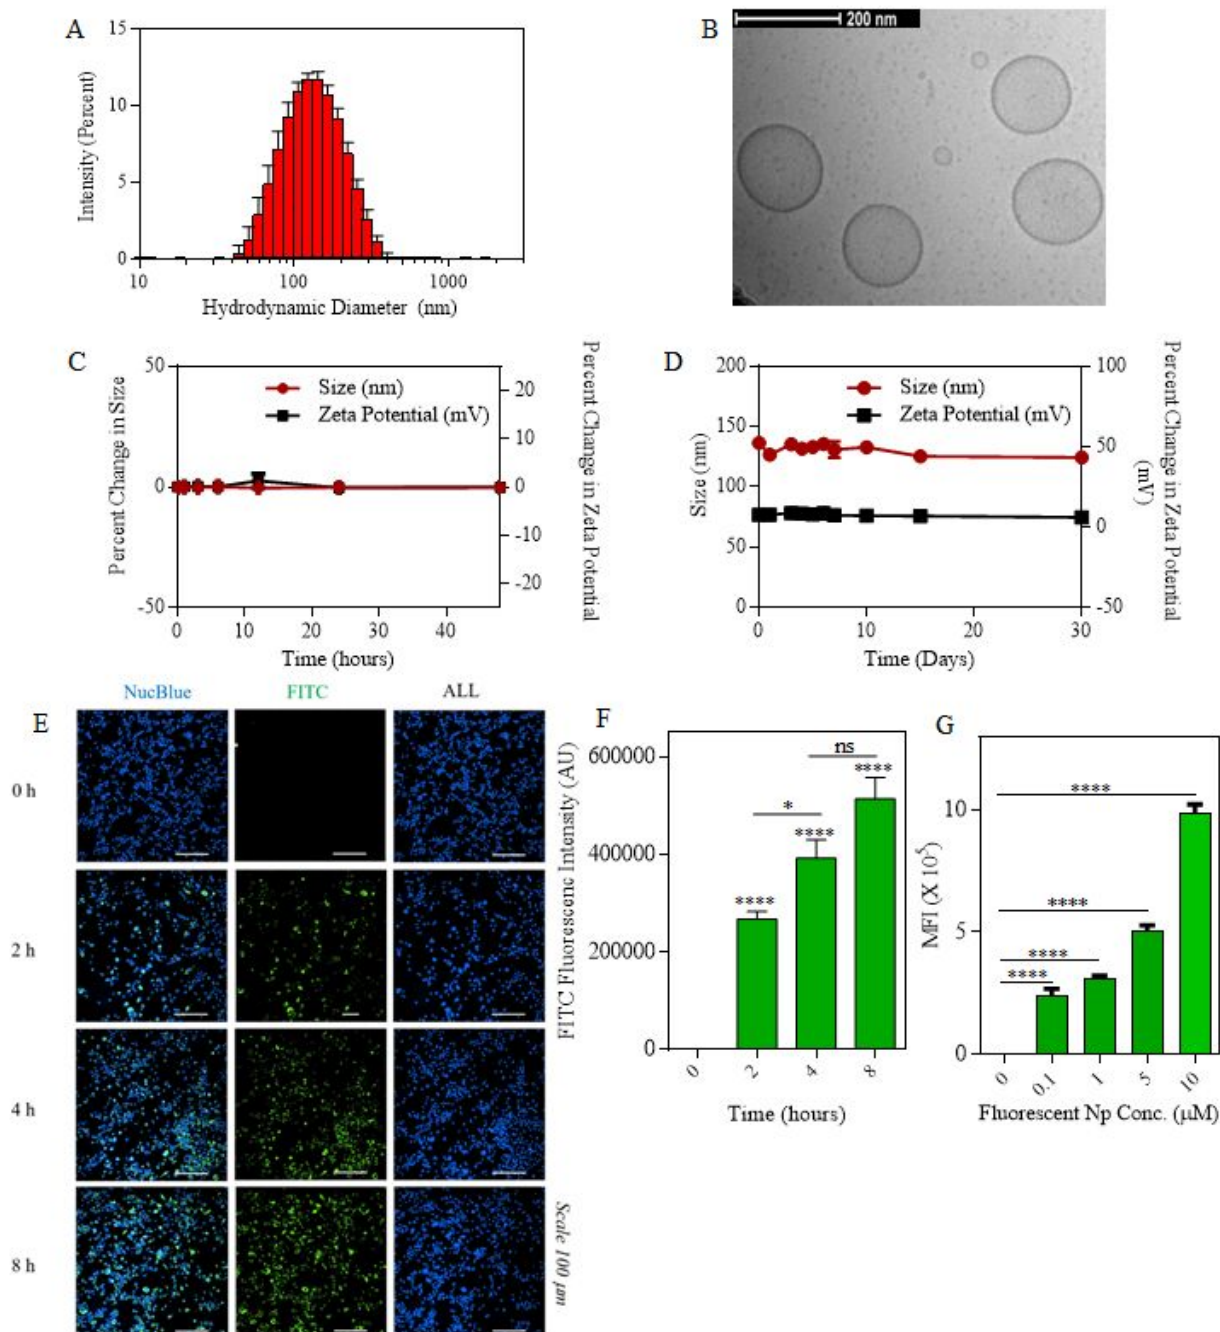 A
15
10
5
0
Intensity (Percent)
10
100
1000
Hydrodynamic Diameter (nm)
B
200 nm
C
50
0
-50
Percent Change in Size
Size (nm)
Zeta Potential (mV)
20
10
0
-10
-20
Percent Change in Zeta Potential
0
10
20
30
40
Time (hours)
D
200
150
100
50
0
Size (nm)
Size (nm)
Zeta Potential (mV)
100
50
0
-50
Percent Change in Zeta Potential
(mV)
0
10
20
30
Time (Days)
E
NucBlue
FITC
ALL
0 h
2 h
4 h
8 h
Scale 100 µm
F
FITC Fluorescenc Intensity (AU)
600000
400000
200000
0
ns
****
*
****
****
0
2
4
8
Time (hours)
G
MFI (X 10⁵)
10
5
0
****
****
****
****
0
0.1
1
5
10
Fluorescent Np Conc. (µM)